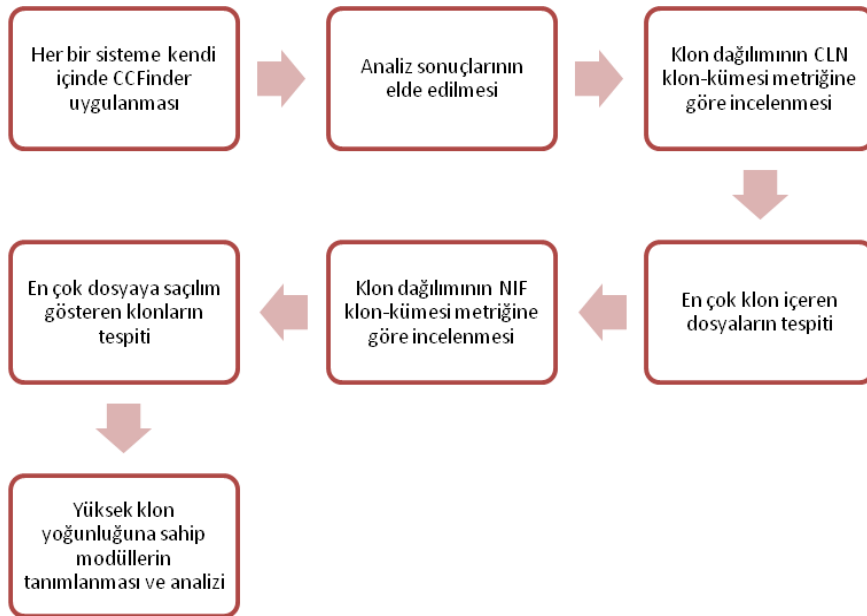 Her bir sisteme kendi
içinde CCFinder
uygulanması
Analiz sonuçlarının
elde edilmesi
Klon dağılımının CLN
klon-kümesi metriğine
göre incelenmesi
En çok klon içeren
dosyaların tespiti
Klon dağılımının NIF
klon-kümesi metriğine
göre incelenmesi
En çok dosyaya saçılım
gösteren klonların
tespiti
Yüksek klon
yoğunluğuna sahip
modüllerin
tanımlanması ve analizi